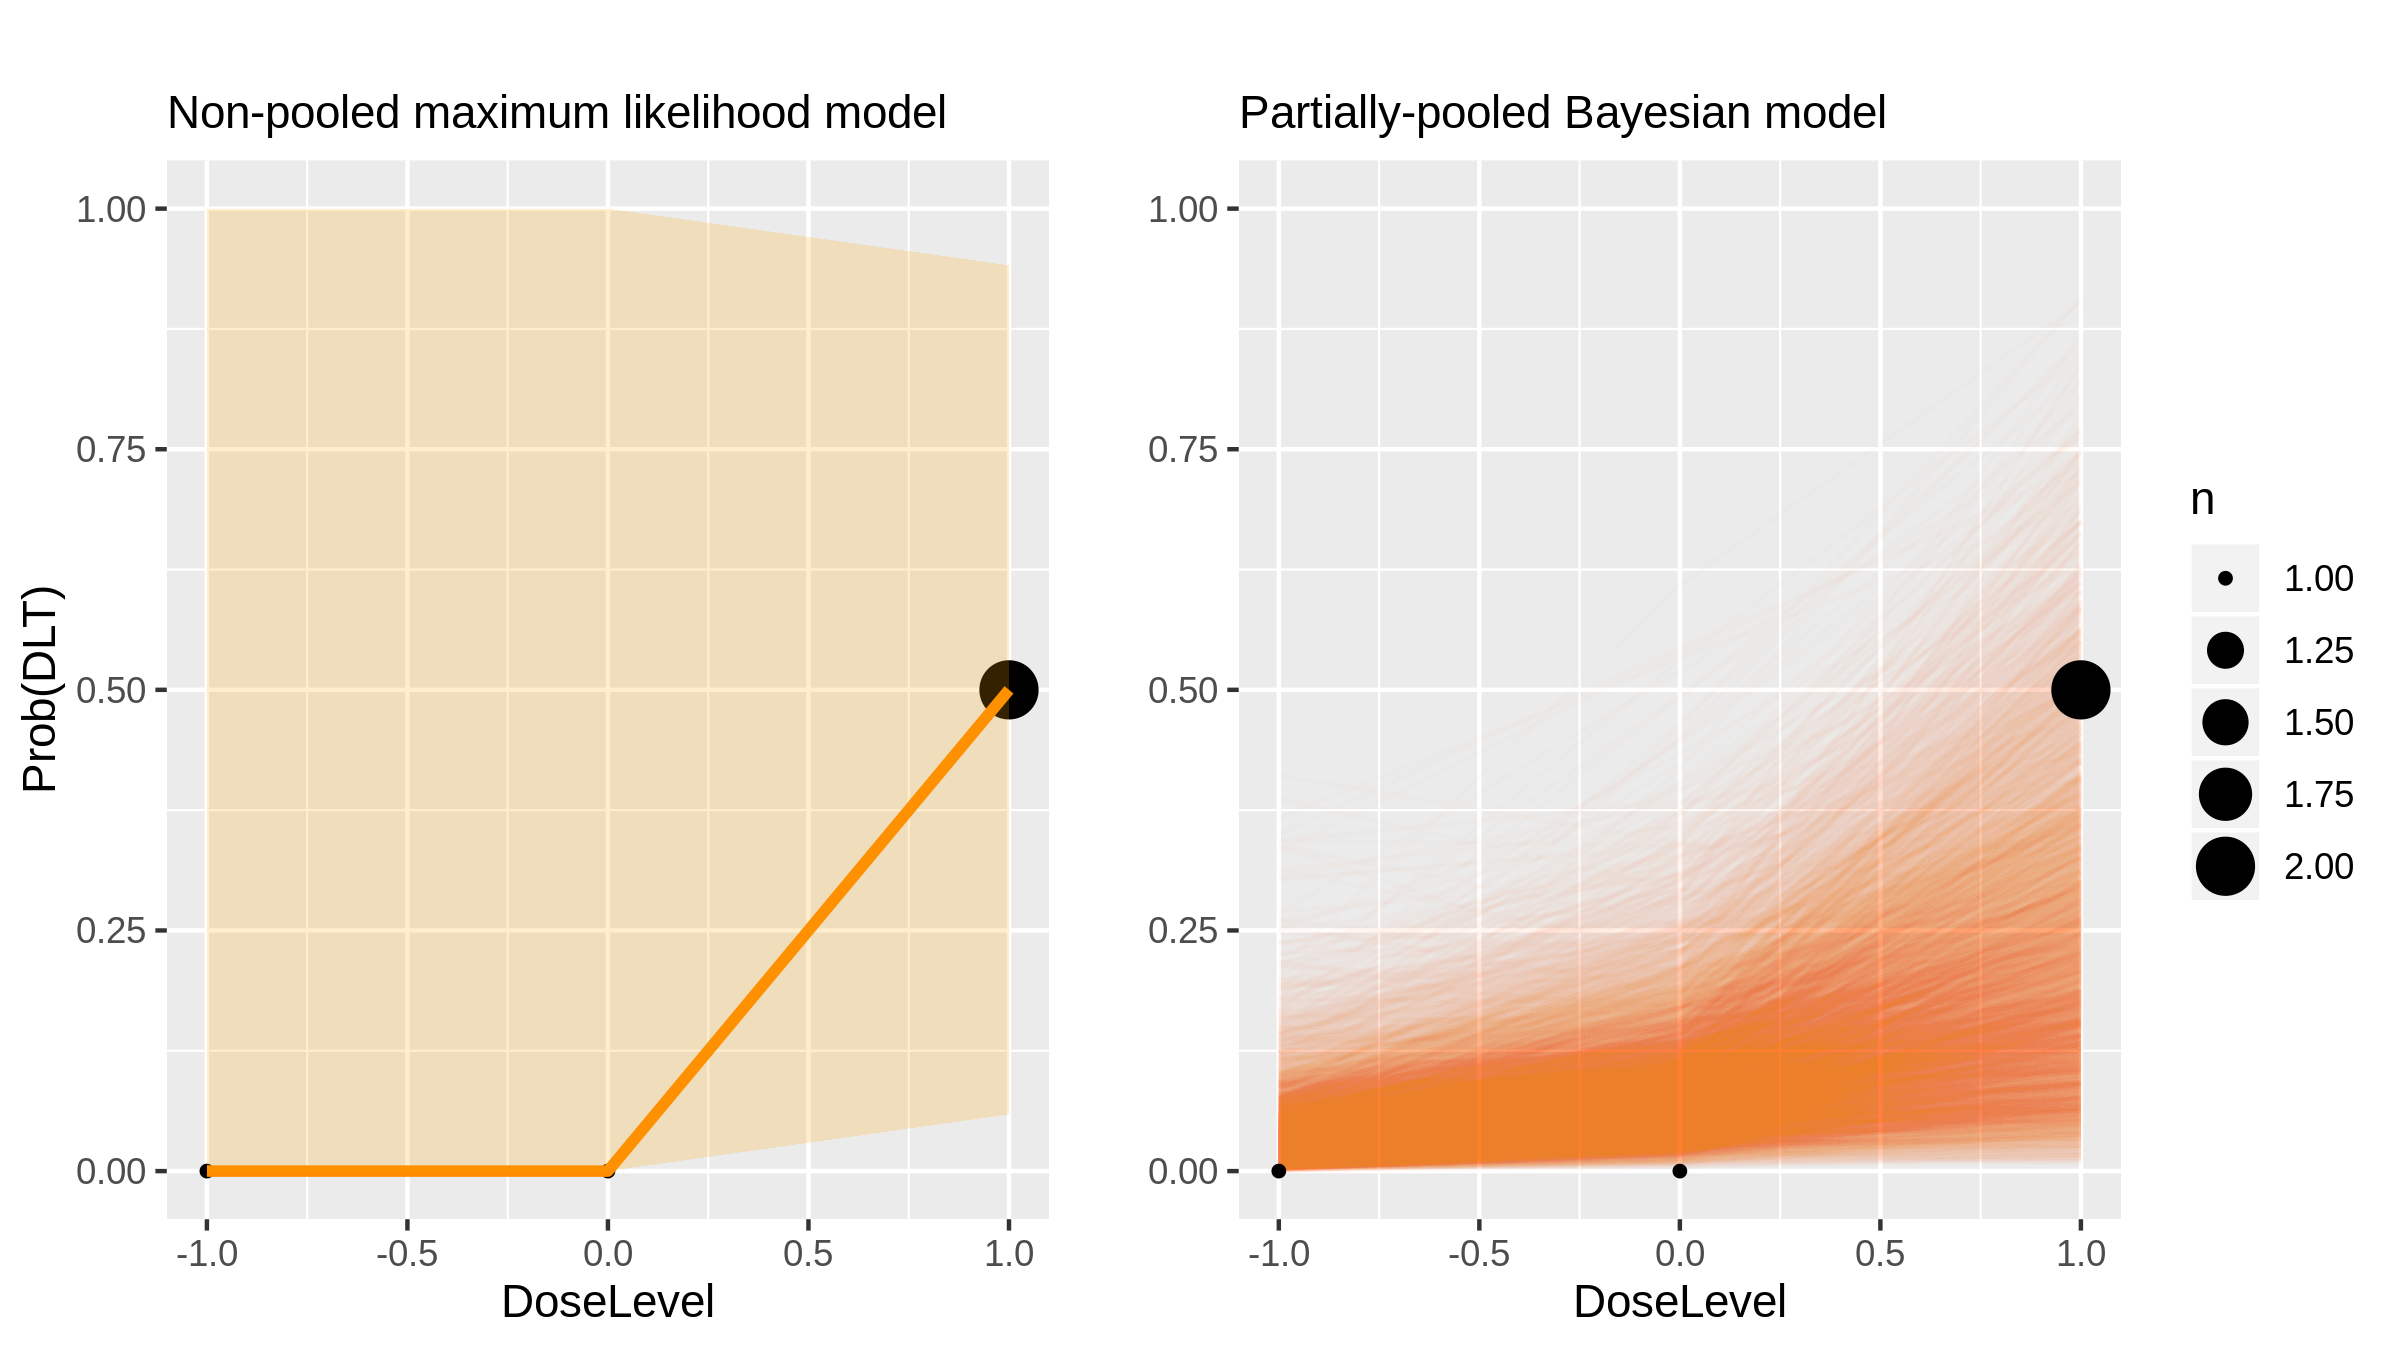 Non-pooled maximum likelihood model
Prob(DLT)
1.00
0.75
0.50
0.25
0.00
-1.0 -0.5 0.0 0.5 1.0
DoseLevel
Partially-pooled Bayesian model
1.00
0.75
0.50
0.25
0.00
-1.0 -0.5 0.0 0.5 1.0
DoseLevel
n
1.00
1.25
1.50
1.75
2.00